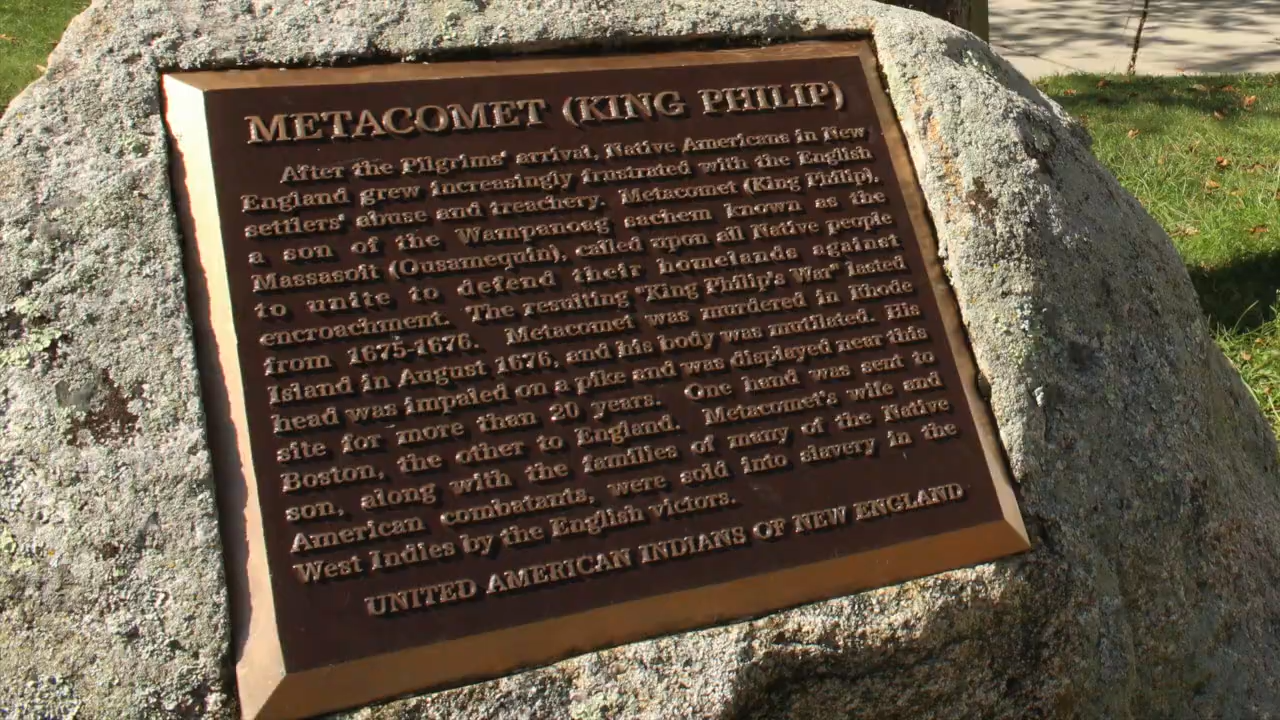 METACOMET (KING PHILIP)
After the Pilgrims' arrival, Native Americans in New
England grew increasingly frustrated with the English
settlers' abuse and treachery. Metacomet (King Philip),
a son of the Wampanoag sachem known as the
Massasoit (Ousamequin), called upon all Native people
to unite to defend their homelands against
encroachment. The resulting "King Philip's War" lasted
from 1675-1676. Metacomet was murdered in Rhode
Island in August 1676, and his body was mutilated. His
head was impaled on a pike and was displayed near this
site for more than 20 years. One hand was sent to
Boston, the other to England. Metacomet's wife and
son, along with the families of many of the Native
American combatants, were sold into slavery in the
West Indies by the English victors.
UNITED AMERICAN INDIANS OF NEW ENGLAND